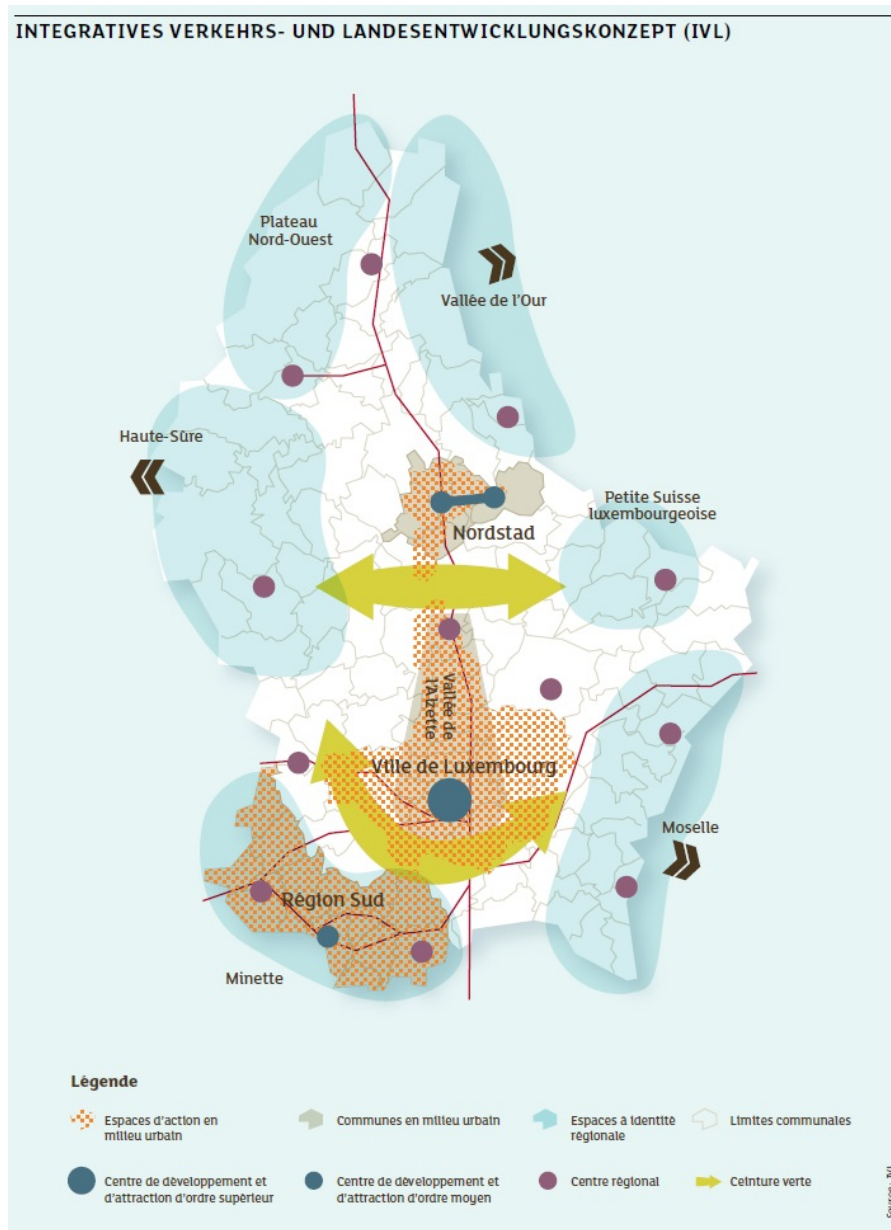 INTEGRATIVES VERKEHRS- UND LANDESENTWICKLUNGSKONZEPT (IVL)
Plateau
Nord-Ouest
Vallée de l'Our
Haute-Sûre
Petite Suisse
luxembourgeoise
Nordstad
Vallée de
l'Alzette
Ville de Luxembourg
Moselle
Région Sud
Minette
Légende
Espaces d'action en
milieu urbain
Communes en milieu urbain
Espaces à identité
régionale
Limites communales
Centre de développement et
d'attraction d'ordre supérieur
Centre de développement et
d'attraction d'ordre moyen
Centre régional
Ceinture verte
Source: IVL